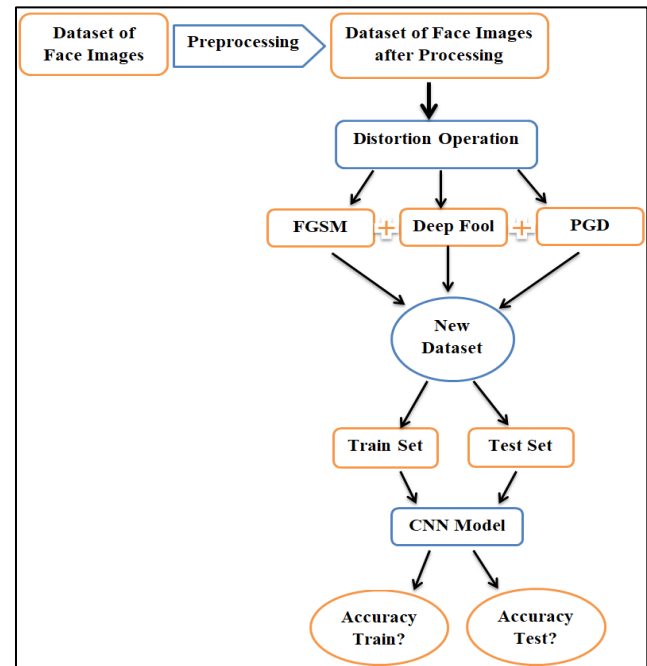 Dataset of
Face Images
Preprocessing
Dataset of Face Images
after Processing
Distortion Operation
FGSM + Deep Fool + PGD
New
Dataset
Train Set
Test Set
CNN Model
Accuracy
Train?
Accuracy
Test?